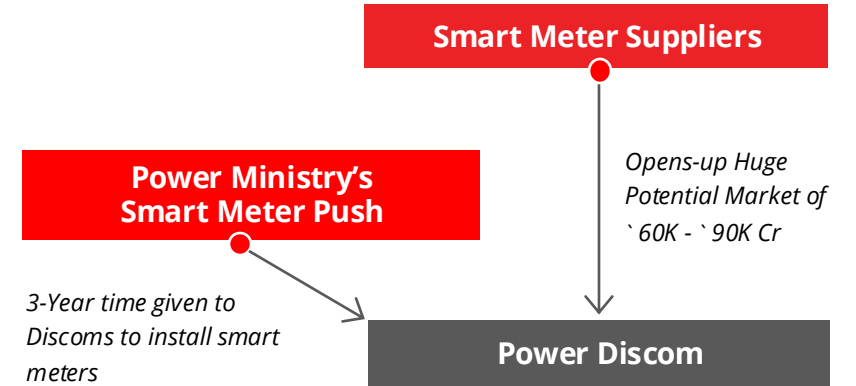 Smart Meter Suppliers
Power Ministry’s
Smart Meter Push
Opens-up Huge
Potential Market of
` 60K - ` 90K Cr
3-Year time given to
Discoms to install smart
meters
Power Discom